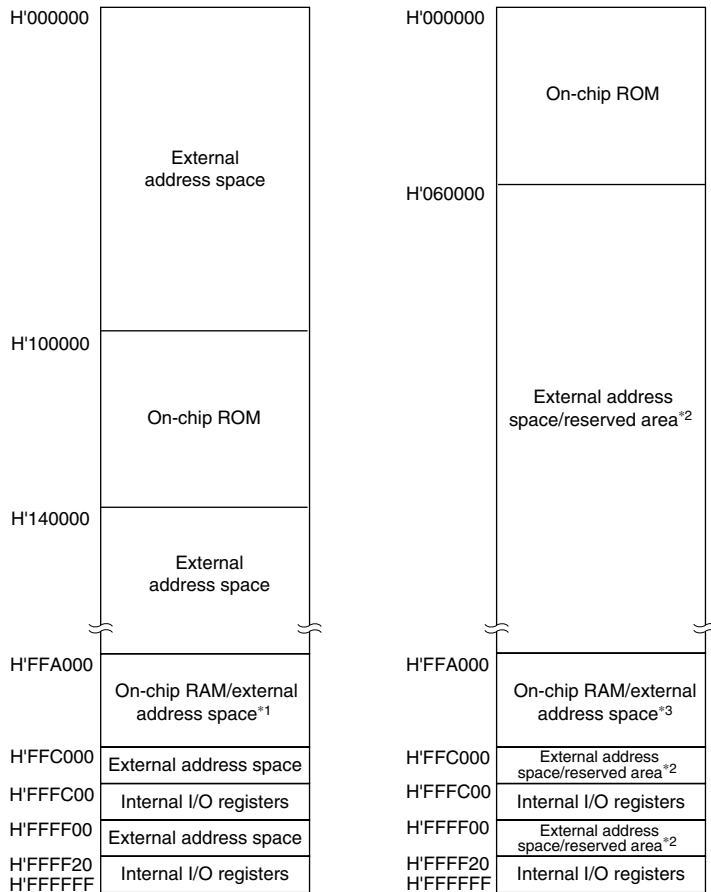 H'000000
External
address space
H'100000
On-chip ROM
H'140000
External
address space
H'FFA000
On-chip RAM/external
address space*1
H'FFC000
External address space
H'FFFC00
Internal I/O registers
H'FFFF00
External address space
H'FFFF20
Internal I/O registers
H'FFFFFF
H'000000
On-chip ROM
H'060000
External address
space/reserved area*2
H'FFA000
On-chip RAM/external
address space*3
H'FFC000
External address
space/reserved area*2
H'FFFC00
Internal I/O registers
H'FFFF00
External address
space/reserved area*2
H'FFFF20
Internal I/O registers
H'FFFFFF